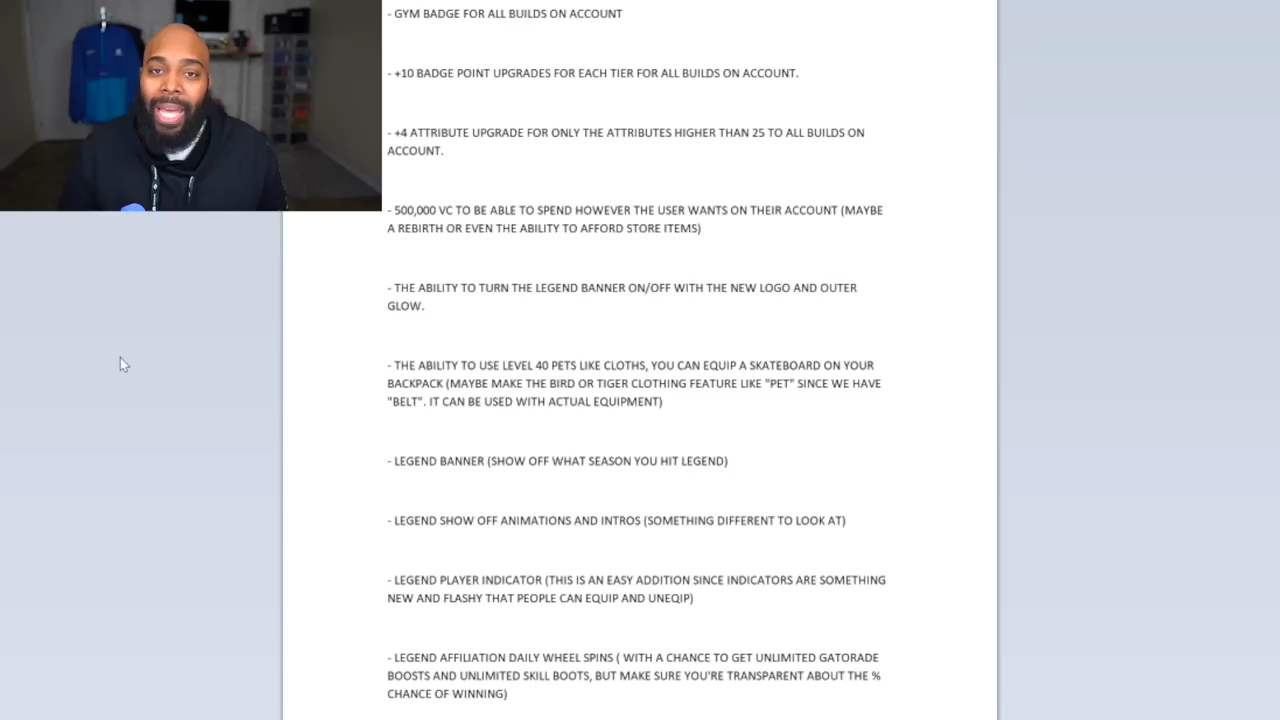 - GYM BADGE FOR ALL BUILDS ON ACCOUNT
- +10 BADGE POINT UPGRADES FOR EACH TIER FOR ALL BUILDS ON ACCOUNT.
- +4 ATTRIBUTE UPGRADE FOR ONLY THE ATTRIBUTES HIGHER THAN 25 TO ALL BUILDS ON
ACCOUNT.
- 500,000 VC TO BE ABLE TO SPEND HOWEVER THE USER WANTS ON THEIR ACCOUNT (MAYBE
A REBIRTH OR EVEN THE ABILITY TO AFFORD STORE ITEMS)
- THE ABILITY TO TURN THE LEGEND BANNER ON/OFF WITH THE NEW LOGO AND OUTER
GLOW.
- THE ABILITY TO USE LEVEL 40 PETS LIKE CLOTHS, YOU CAN EQUIP A SKATEBOARD ON YOUR
BACKPACK (MAYBE MAKE THE BIRD OR TIGER CLOTHING FEATURE LIKE "PET" SINCE WE HAVE
"BELT". IT CAN BE USED WITH ACTUAL EQUIPMENT)
- LEGEND BANNER (SHOW OFF WHAT SEASON YOU HIT LEGEND)
- LEGEND SHOW OFF ANIMATIONS AND INTROS (SOMETHING DIFFERENT TO LOOK AT)
- LEGEND PLAYER INDICATOR (THIS IS AN EASY ADDITION SINCE INDICATORS ARE SOMETHING
NEW AND FLASHY THAT PEOPLE CAN EQUIP AND UNEQIP)
- LEGEND AFFILIATION DAILY WHEEL SPINS ( WITH A CHANCE TO GET UNLIMITED GATORADE
BOOSTS AND UNLIMITED SKILL BOOTS, BUT MAKE SURE YOU'RE TRANSPARENT ABOUT THE %
CHANCE OF WINNING)